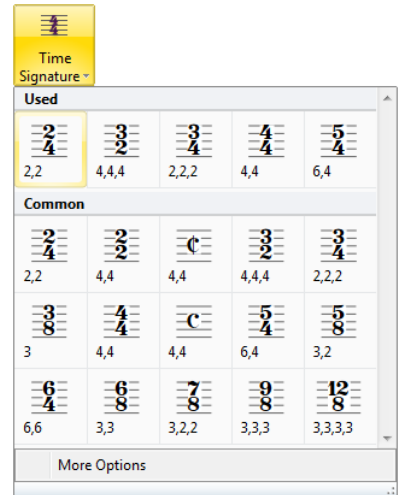 4 4
Time
Signature
Used
2 4 3 2 3 4 4 4 5 4
2,2 4,4,4 2,2,2 4,4 6,4
Common
2 4 2 2 ¢ 3 2 3 4
2,2 4,4 4,4 4,4,4 2,2,2
3 8 4 4 C 5 4 5 8
3 4,4 4,4 6,4 3,2
6 4 6 8 7 8 9 8 12 8
6,6 3,3 3,2,2 3,3,3 3,3,3,3
More Options